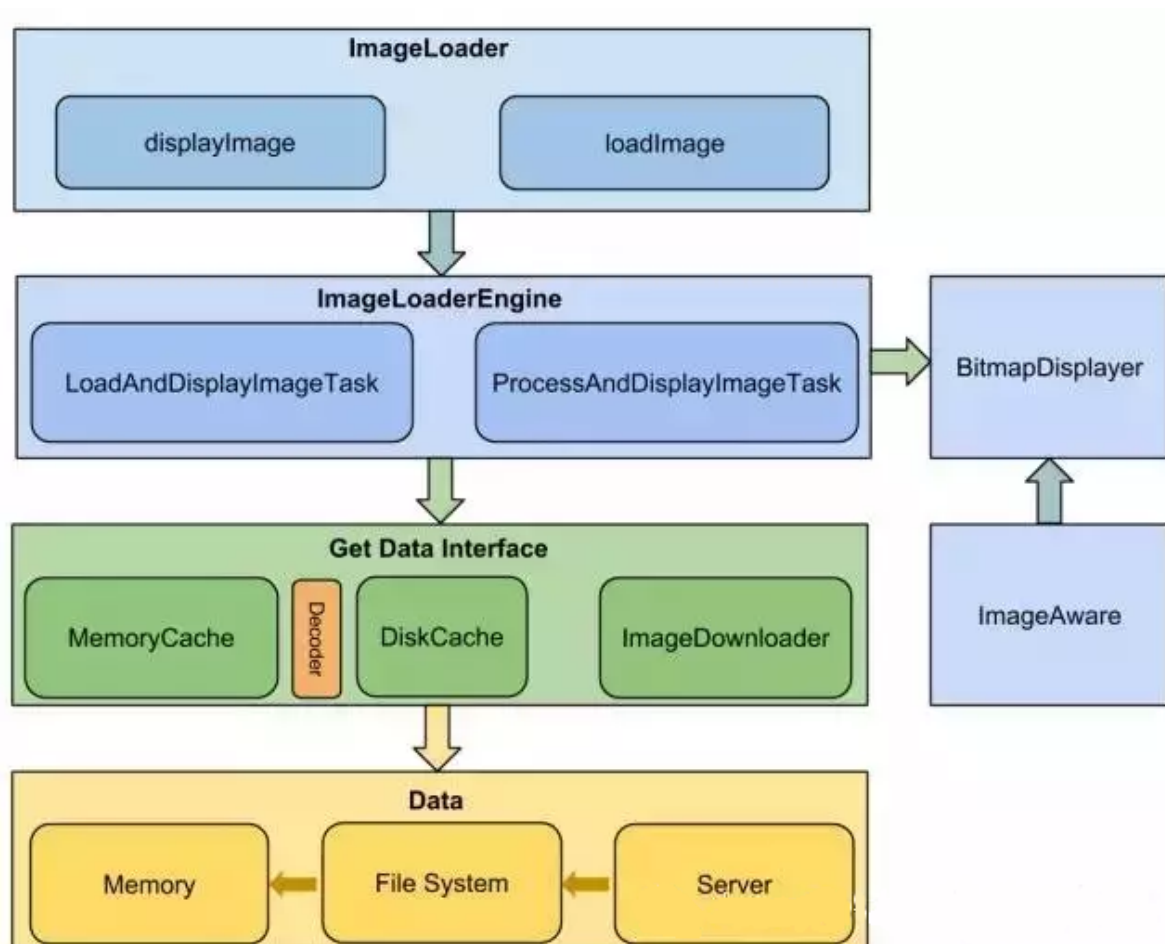 ImageLoader
displayImage
loadImage
ImageLoaderEngine
LoadAndDisplayImageTask
ProcessAndDisplayImageTask
BitmapDisplayer
Get Data Interface
MemoryCache
Decoder
DiskCache
ImageDownloader
ImageAware
Data
Memory
File System
Server